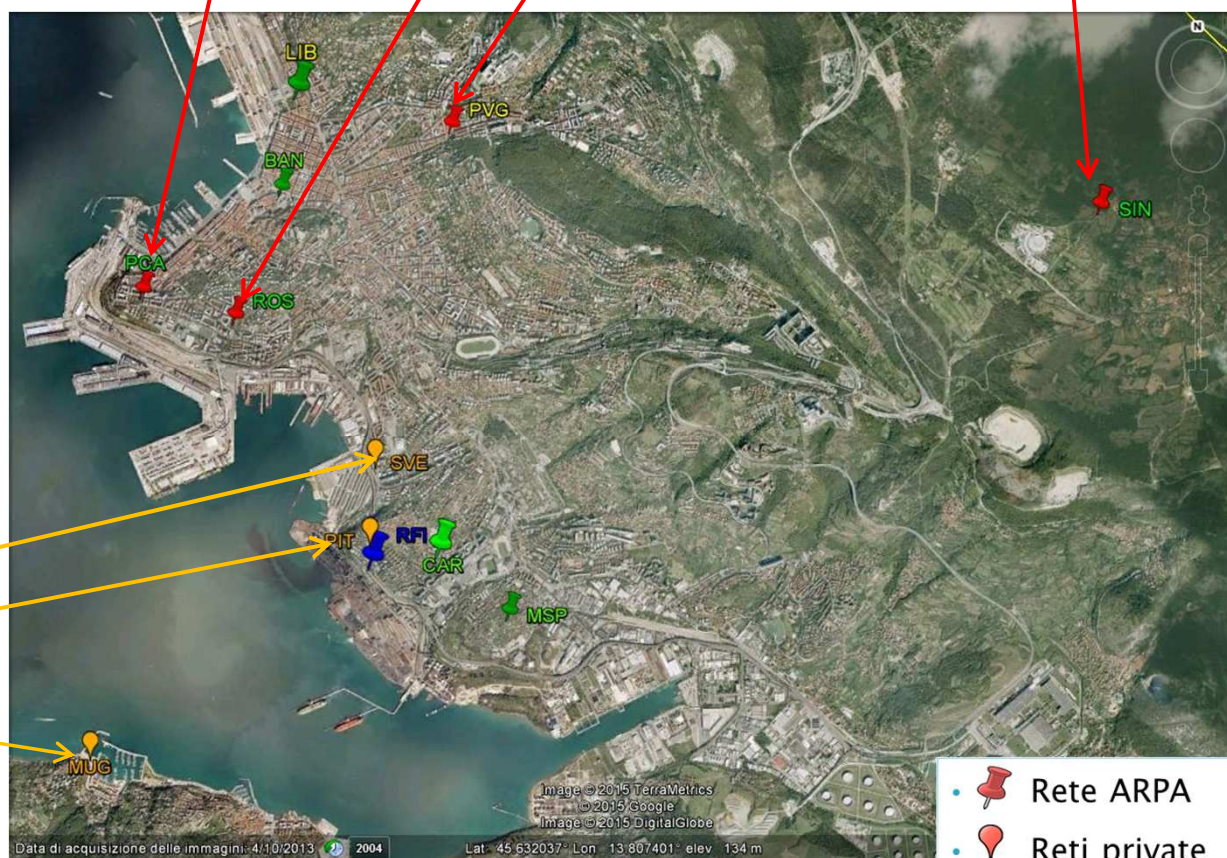 N
LIB
PVG
BAN
SIN
PCA
ROS
SVE
PIT
RFI
CAR
MSP
MUG
Image © 2015 TerraMetrics
© 2015 Google
Image © 2015 DigitalGlobe
Data di acquisizione delle immagini: 4/10/2013 2004 Lat 45.632037° Lon 13.807401° elev 134 m
• Rete ARPA
• Reti private